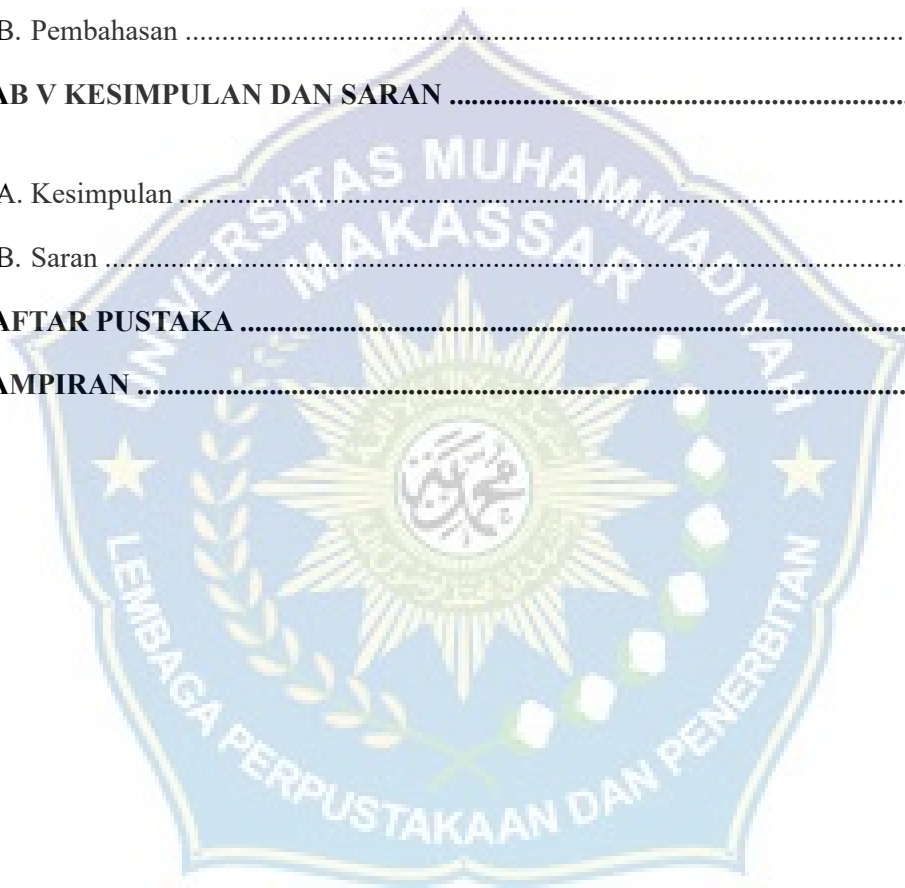 B. Pembahasan ....................................................................................................
AB V KESIMPULAN DAN SARAN ...............................................................
A. Kesimpulan .....................................................................................................
B. Saran ...............................................................................................................
AFTAR PUSTAKA ............................................................................................
AMPIRAN ..........................................................................................................
UNIVERSITAS MUHAMMADIYAH
MAKASSAR
LEMBAGA PERPUSTAKAAN DAN PENERBITAN